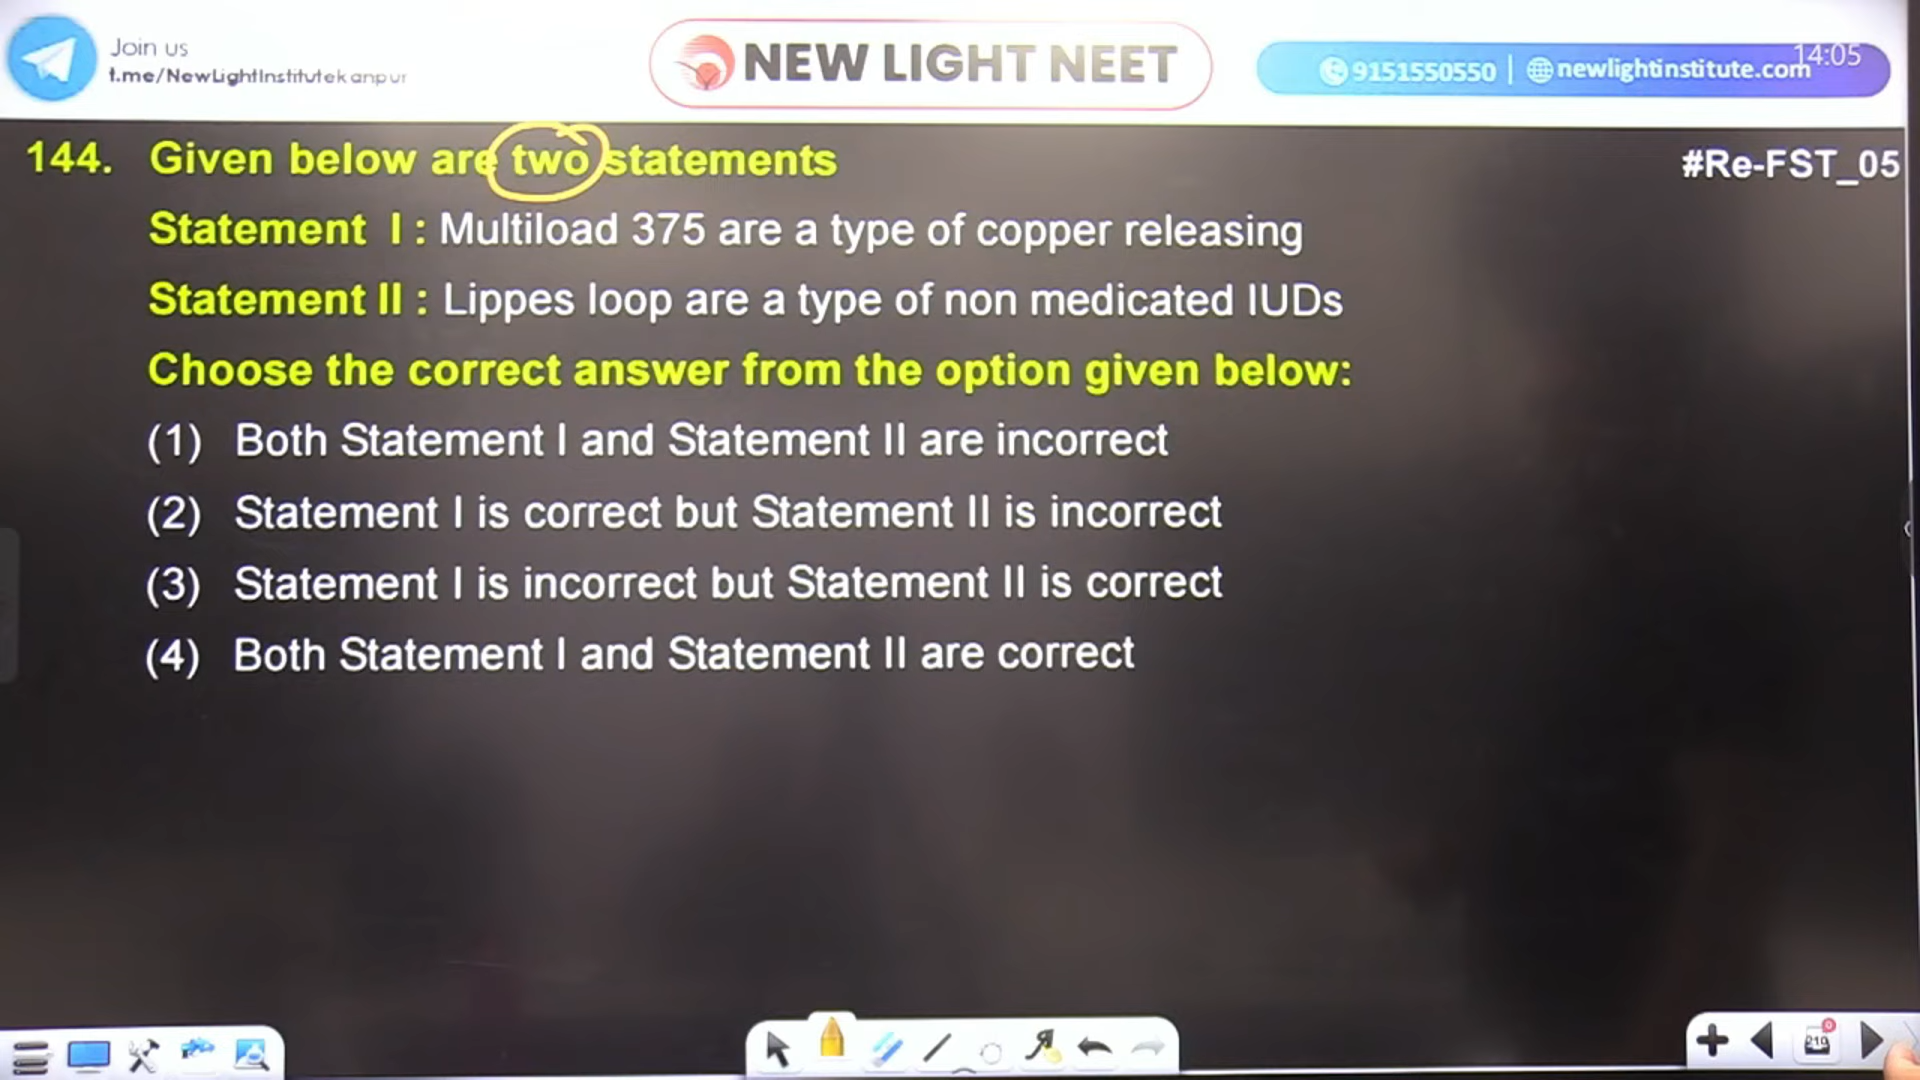 Join us
t.me/NewLightInstitutekanpur
NEW LIGHT NEET
9151550550 | newlightinstitute.com
14:05
144. Given below are two statements
#Re-FST_05
Statement I : Multiload 375 are a type of copper releasing
Statement II : Lippes loop are a type of non medicated IUDs
Choose the correct answer from the option given below:
(1) Both Statement I and Statement II are incorrect
(2) Statement I is correct but Statement II is incorrect
(3) Statement I is incorrect but Statement II is correct
(4) Both Statement I and Statement II are correct
210
0